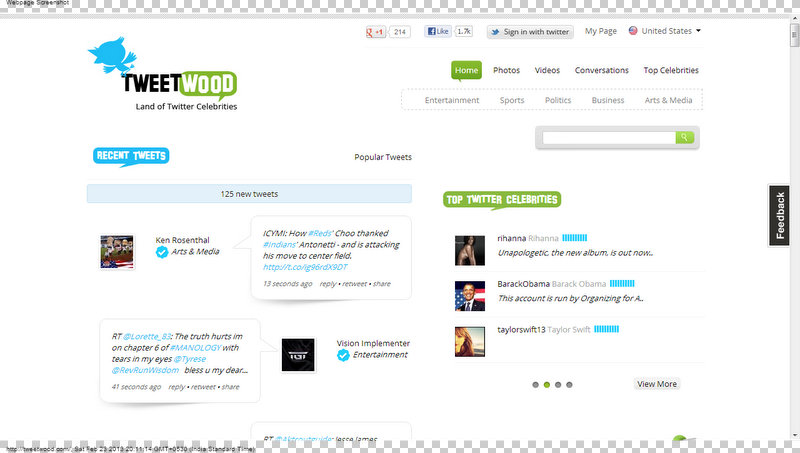 Webpage Screenshot
g +1 214
Like 1.7k
Sign in with twitter
My Page
United States
TWEETWOOD
Land of Twitter Celebrities
Home Photos Videos Conversations Top Celebrities
Entertainment Sports Politics Business Arts & Media
RECENT TWEETS
Popular Tweets
125 new tweets
Ken Rosenthal
Arts & Media
ICYMI: How #Reds' Choo thanked
#Indians' Antonetti - and is attacking
his move to center field.
http://t.co/ig96rdX9DT
13 seconds ago reply • retweet • share
RT @Lorette_83: The truth hurts im
on chapter 6 of #MANOLOGY with
tears in my eyes @Tyrese
@RevRunWisdom bless u my dear...
41 seconds ago reply • retweet • share
Vision Implementer
Entertainment
TOP TWITTER CELEBRITIES
rihanna Rihanna
Unapologetic, the new album, is out now..
BarackObama Barack Obama
This account is run by Organizing for A..
taylorswift13 Taylor Swift
View More
Feedback
http://tweetwood.com/, Sat Feb 23 2013 20:11:14 GMT+0530 (India Standard Time)